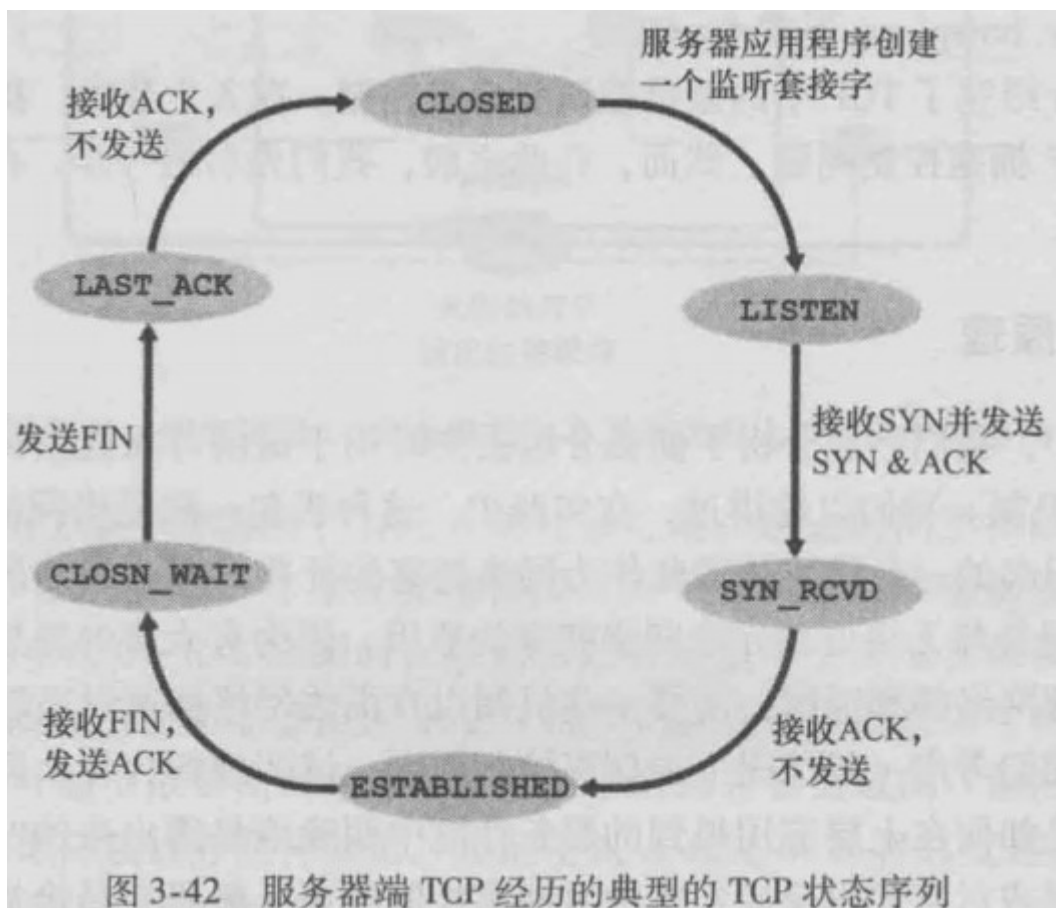 服务器应用程序创建
一个监听套接字
CLOSED
接收ACK，
不发送
LAST_ACK
LISTEN
发送FIN
接收SYN并发送
SYN & ACK
CLOSN_WAIT
SYN_RCVD
接收FIN，
发送ACK
接收ACK，
不发送
ESTABLISHED
图 3-42 服务器端 TCP 经历的典型的 TCP 状态序列